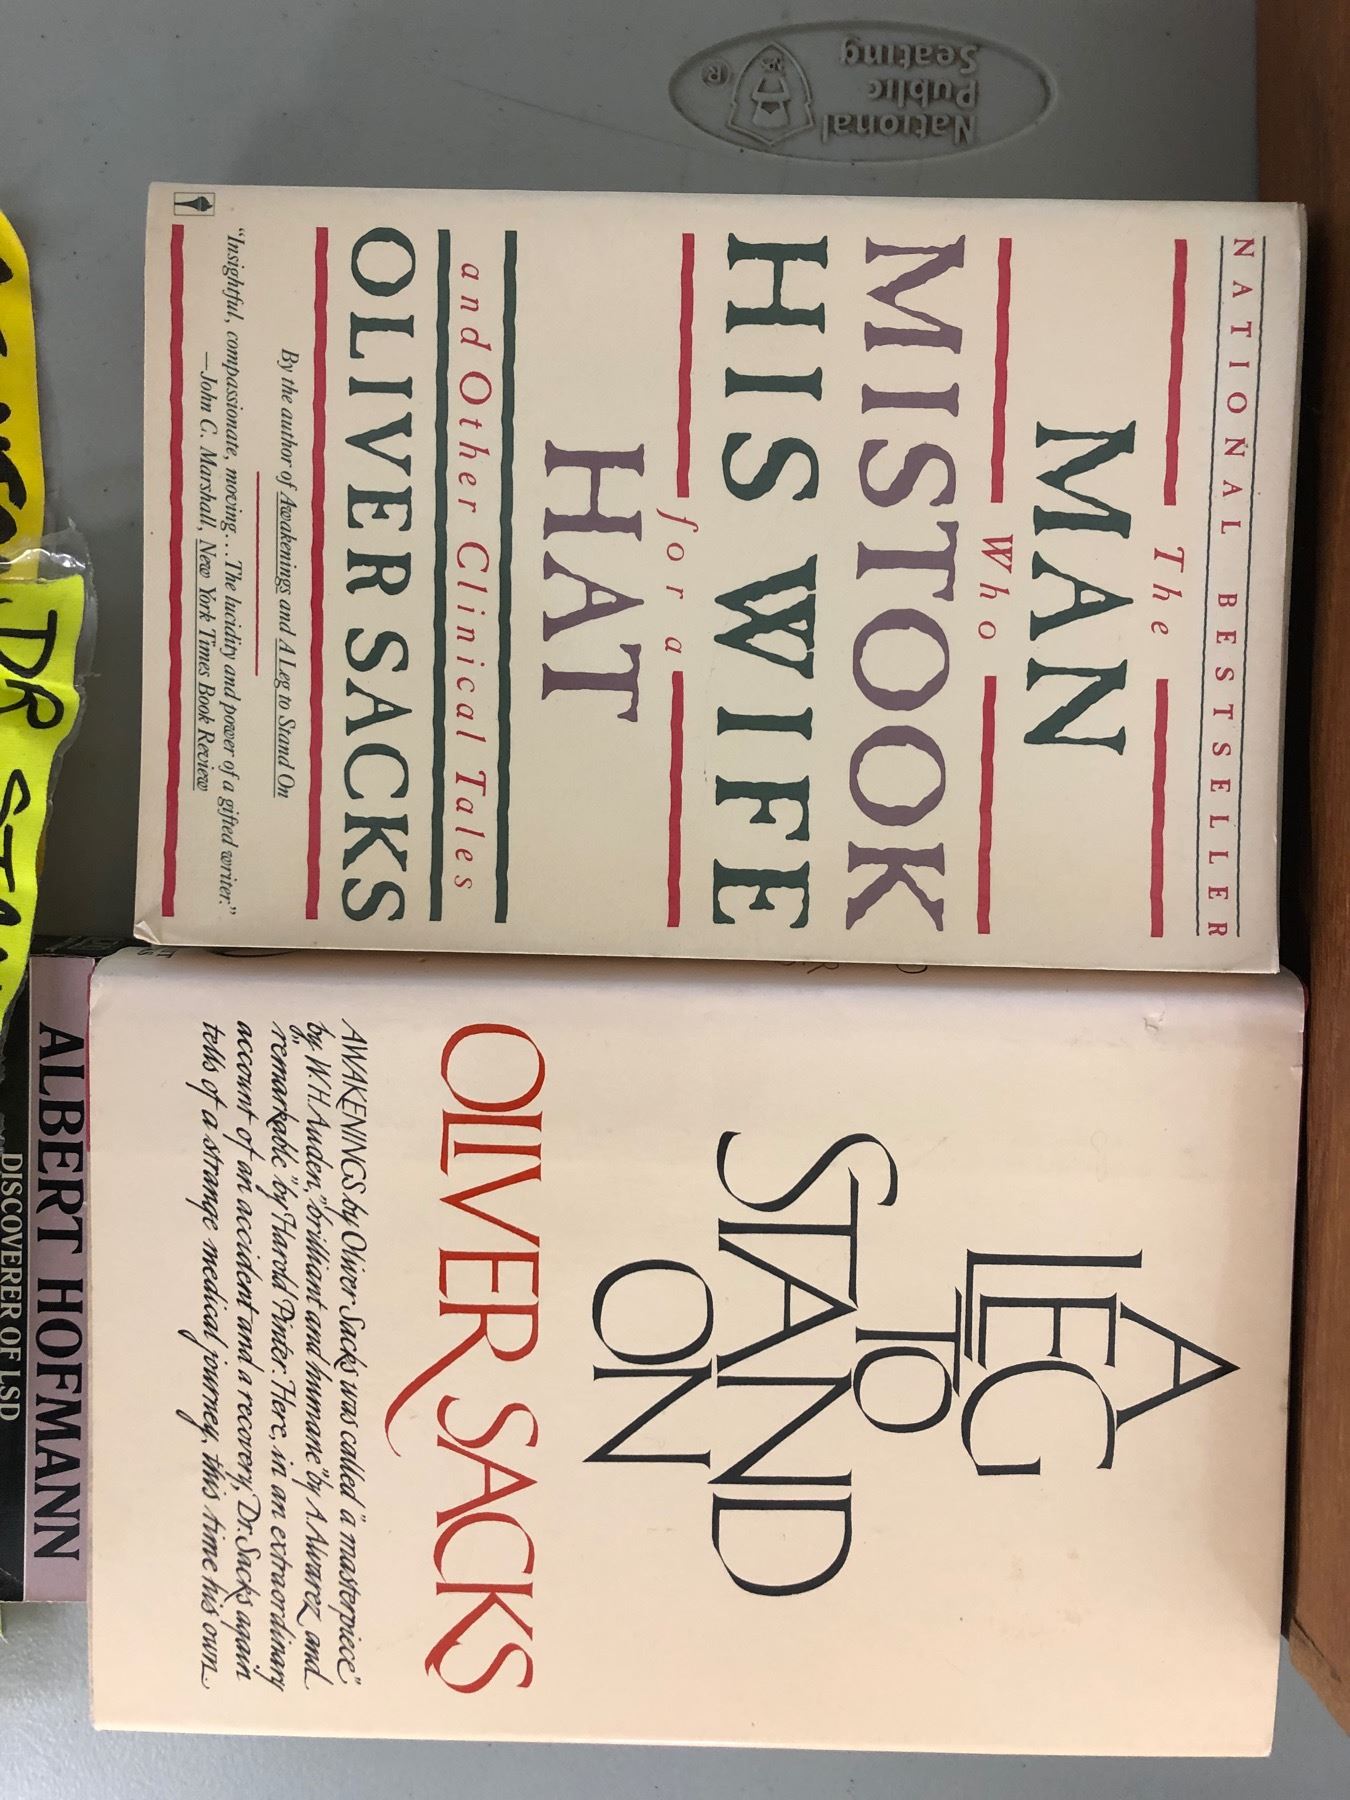 NATIONAL BESTSELLER
The
MAN
Who
MISTOOK
HIS WIFE
for a
HAT
and Other Clinical Tales
OLIVER SACKS
By the author of Awakenings and A Leg to Stand On
"Insightful, compassionate, moving...The lucidity and power of a gifted writer."
—John C. Marshall, New York Times Book Review
A
LEG
TO
STAND
ON
OLIVER SACKS
AWAKENINGS by Oliver Sacks was called "a masterpiece"
by W.H. Auden, "brilliant and humane" by A. Alvarez, and
"remarkable" by Harold Pinter. Here, in an extraordinary
account of an accident and a recovery, Dr. Sacks again
tells of a strange medical journey, this time his own.
ALBERT HOFMANN
DISCOVERER OF LSD
DR STA
National
Public
Seating
®